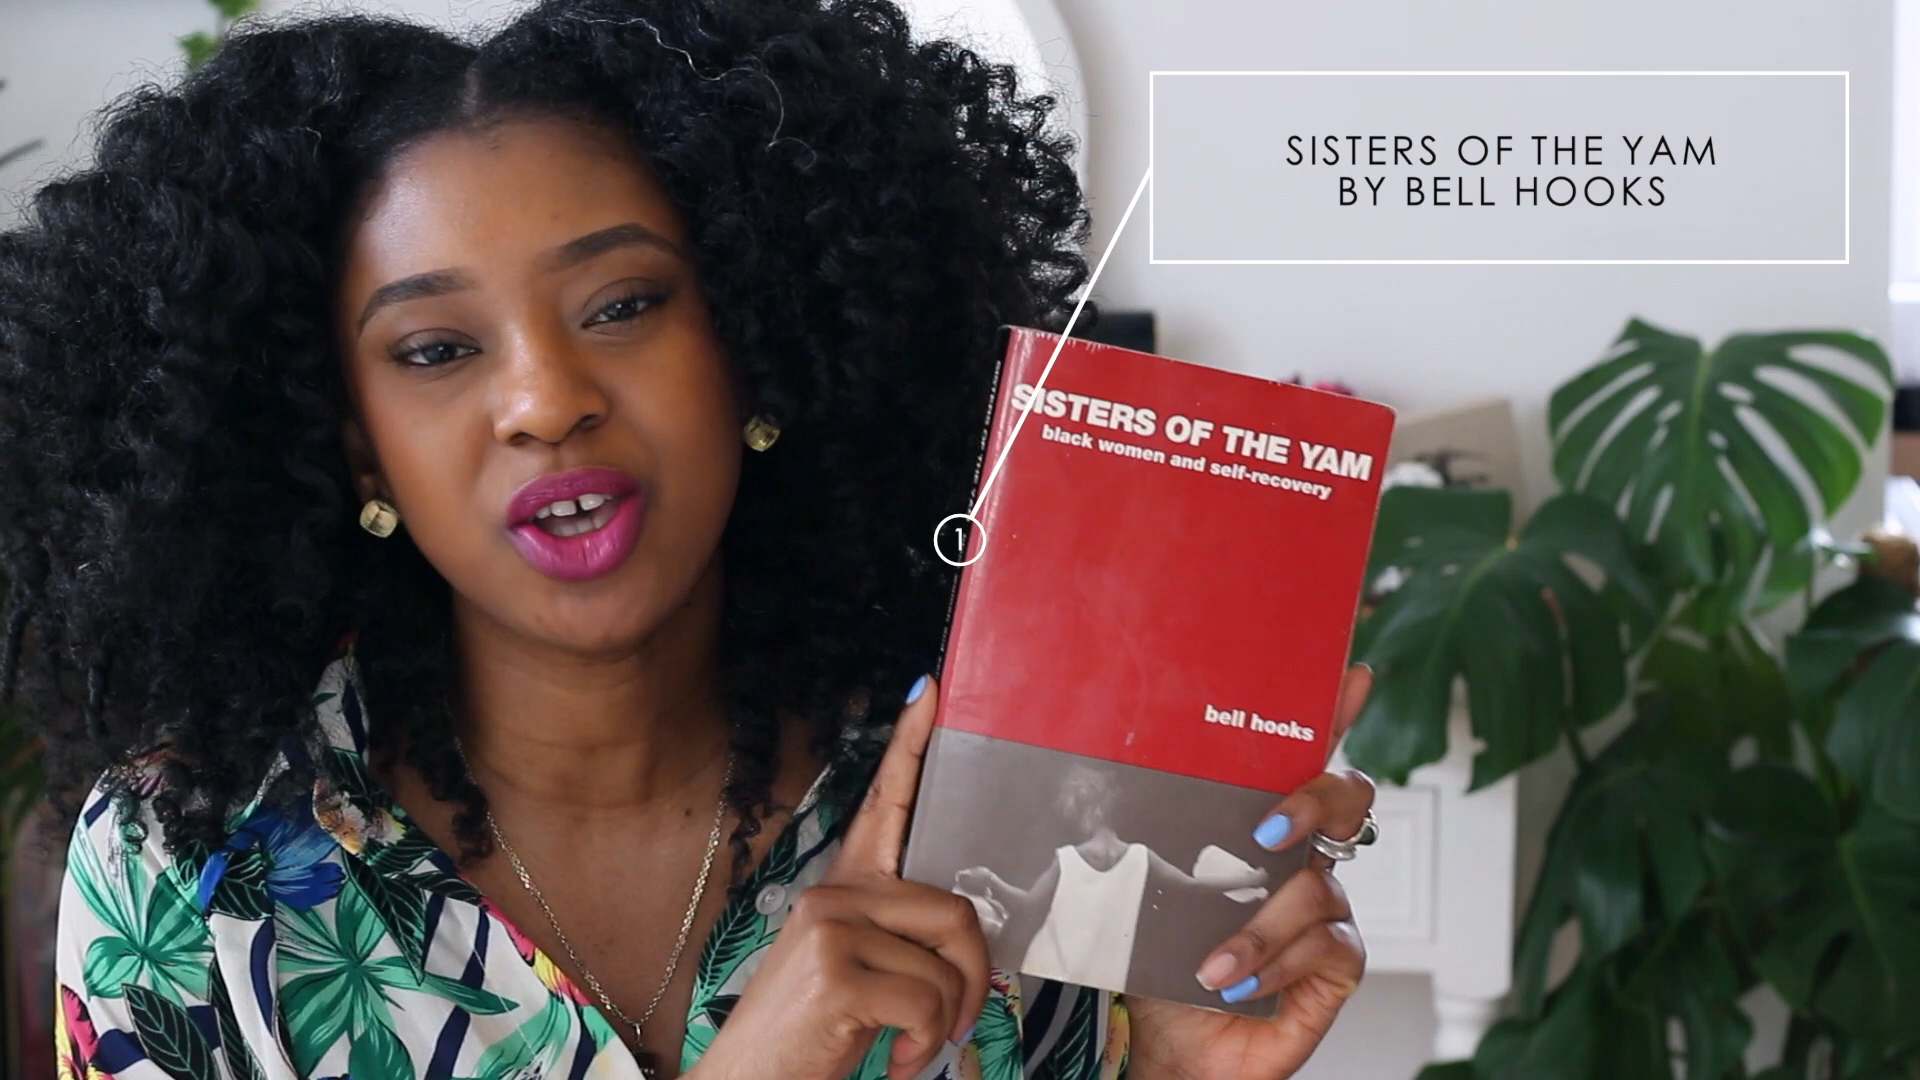 SISTERS OF THE YAM
BY BELL HOOKS
1
SISTERS OF THE YAM
black women and self-recovery
bell hooks